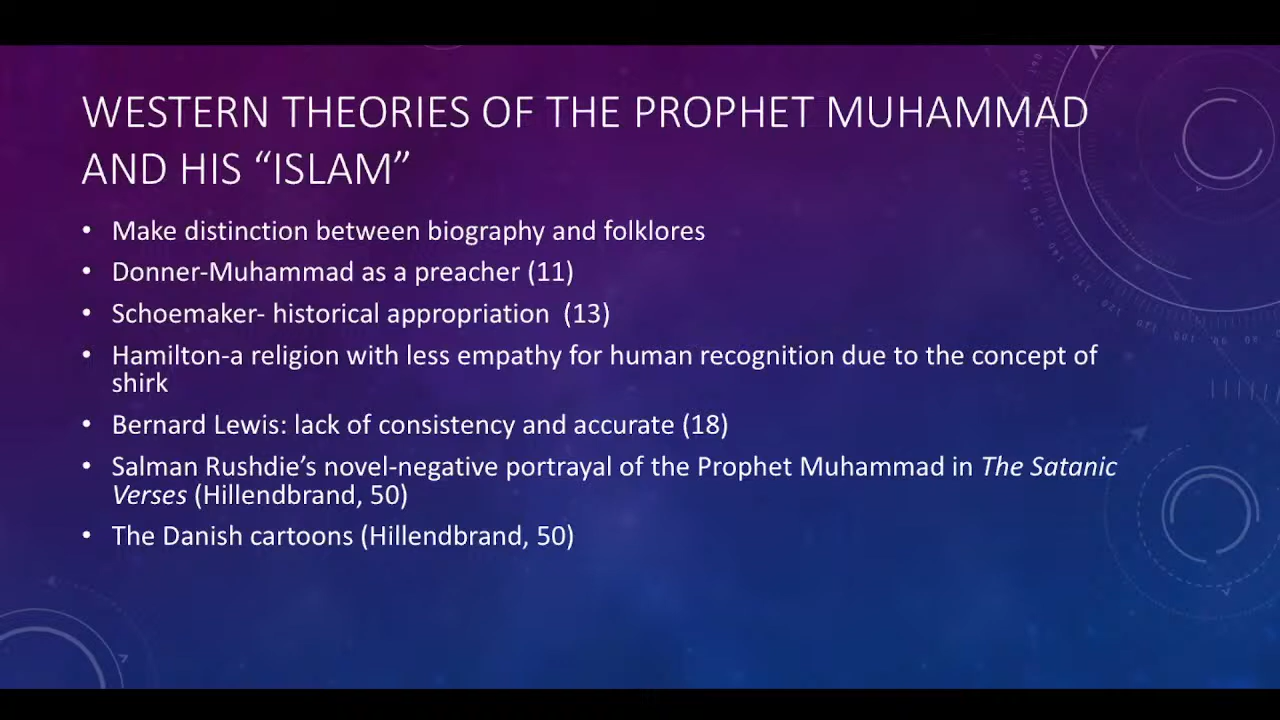 WESTERN THEORIES OF THE PROPHET MUHAMMAD
AND HIS “ISLAM”
• Make distinction between biography and folklores
• Donner-Muhammad as a preacher (11)
• Schoemaker- historical appropriation (13)
• Hamilton-a religion with less empathy for human recognition due to the concept of
shirk
• Bernard Lewis: lack of consistency and accurate (18)
• Salman Rushdie’s novel-negative portrayal of the Prophet Muhammad in The Satanic
Verses (Hillendbrand, 50)
• The Danish cartoons (Hillendbrand, 50)